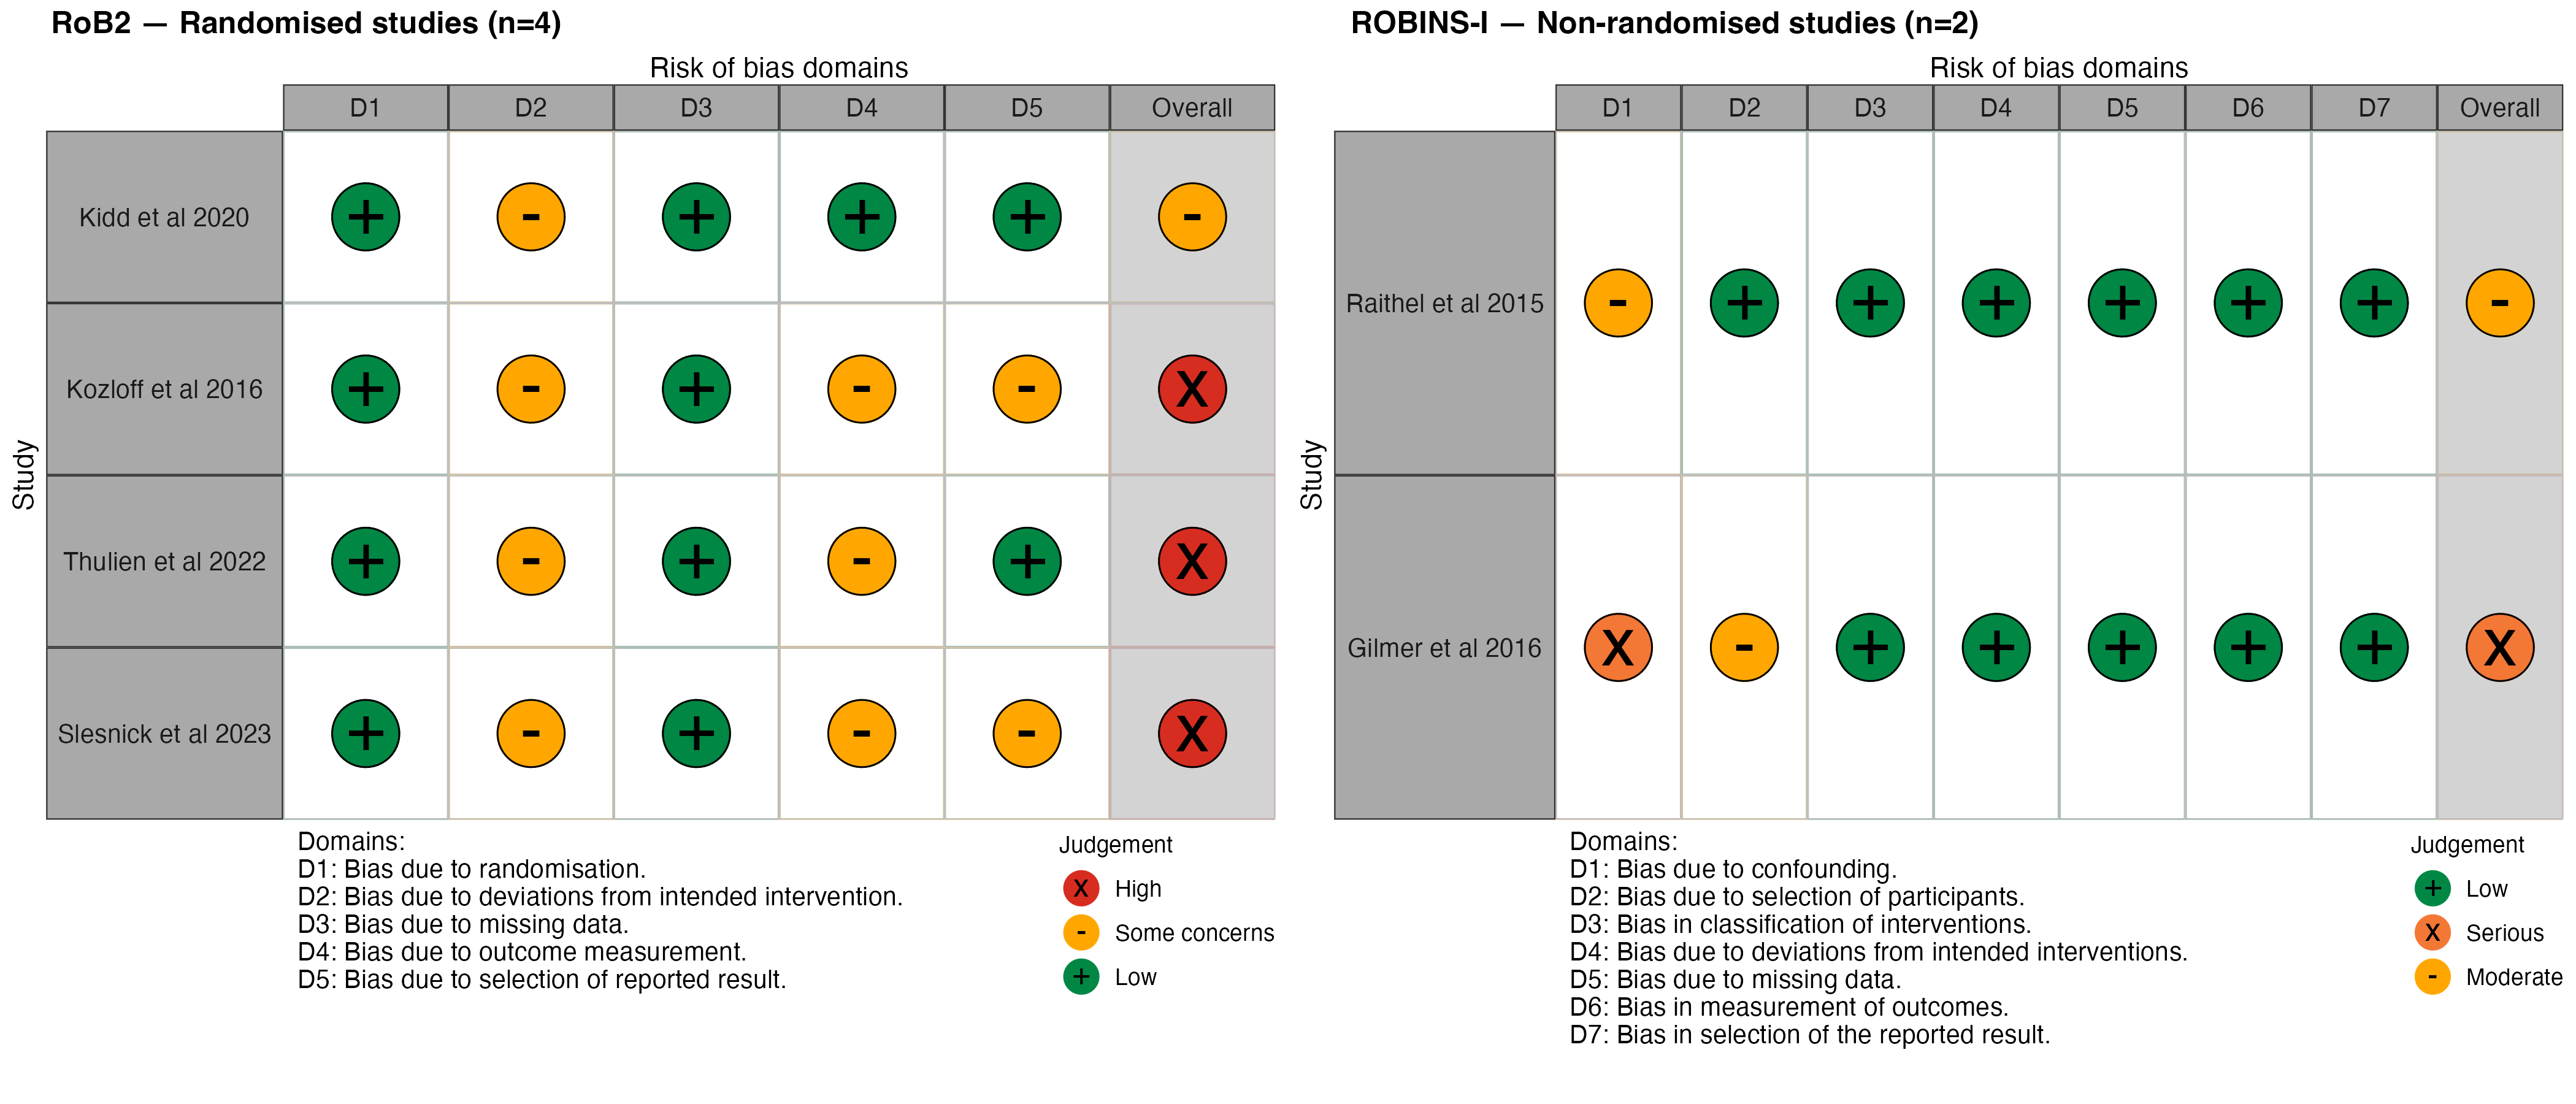 RoB2 — Randomised studies (n=4)
Risk of bias domains
D1 D2 D3 D4 D5 Overall
Study
Kidd et al 2020 + - + + + -
Kozloff et al 2016 + - + - - X
Thulien et al 2022 + - + - + X
Slesnick et al 2023 + - + - - X
Domains:
D1: Bias due to randomisation.
D2: Bias due to deviations from intended intervention.
D3: Bias due to missing data.
D4: Bias due to outcome measurement.
D5: Bias due to selection of reported result.
Judgement
X High
- Some concerns
+ Low
ROBINS-I — Non-randomised studies (n=2)
Risk of bias domains
D1 D2 D3 D4 D5 D6 D7 Overall
Study
Raithel et al 2015 - + + + + + + -
Gilmer et al 2016 X - + + + + + X
Domains:
D1: Bias due to confounding.
D2: Bias due to selection of participants.
D3: Bias in classification of interventions.
D4: Bias due to deviations from intended interventions.
D5: Bias due to missing data.
D6: Bias in measurement of outcomes.
D7: Bias in selection of the reported result.
Judgement
+ Low
X Serious
- Moderate